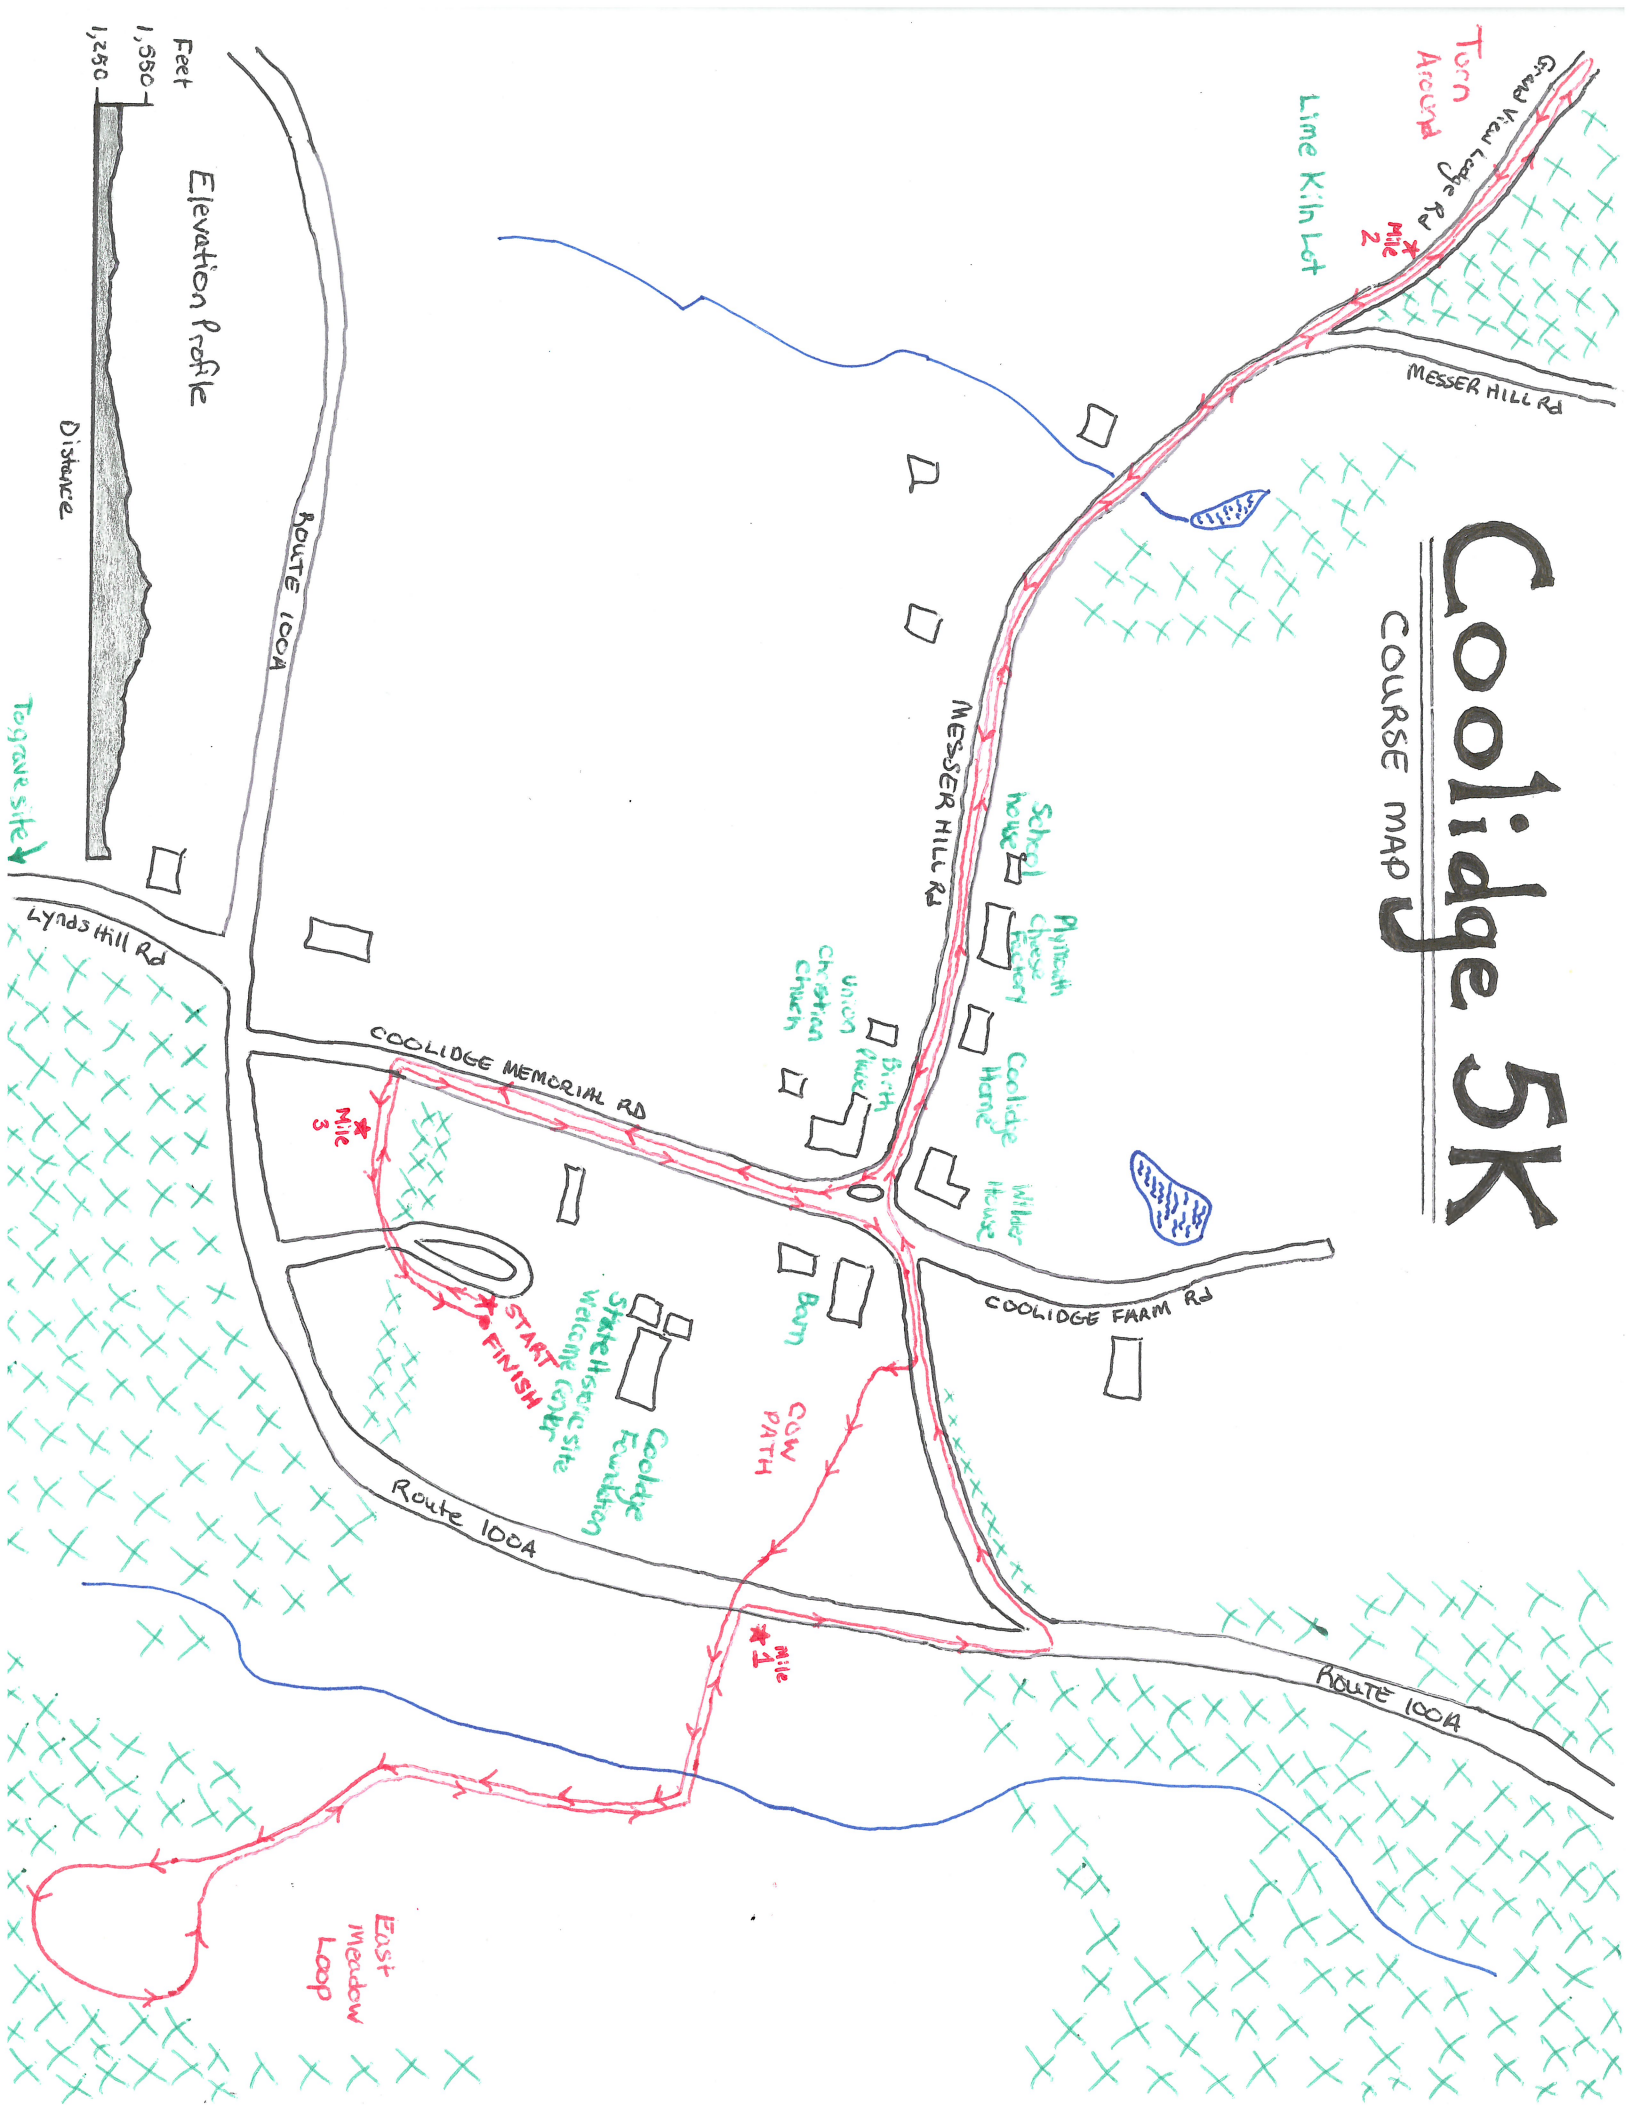 Coolidge 5K
COURSE MAP
Turn
Around
Grand View Lodge Rd
Mile
2
Lime Kiln Lot
MESSER HILL Rd
MESSER HILL Rd
School
house
Plymouth
Cheese
Factory
Coolidge
Home
Wilder
House
COOLIDGE FARM Rd
Union
Christian
Church
Birth
Place
Barn
COW
PATH
ROUTE 100A
Mile
1
COOLIDGE MEMORIAL RD
Mile
3
START
FINISH
State Historic Site
Welcome Center
Coolidge
Foundation
Route 100A
East
Meadow
Loop
ROUTE 100A
Lynds Hill Rd
To gravesite
Elevation Profile
Feet
1,550
1,250
Distance